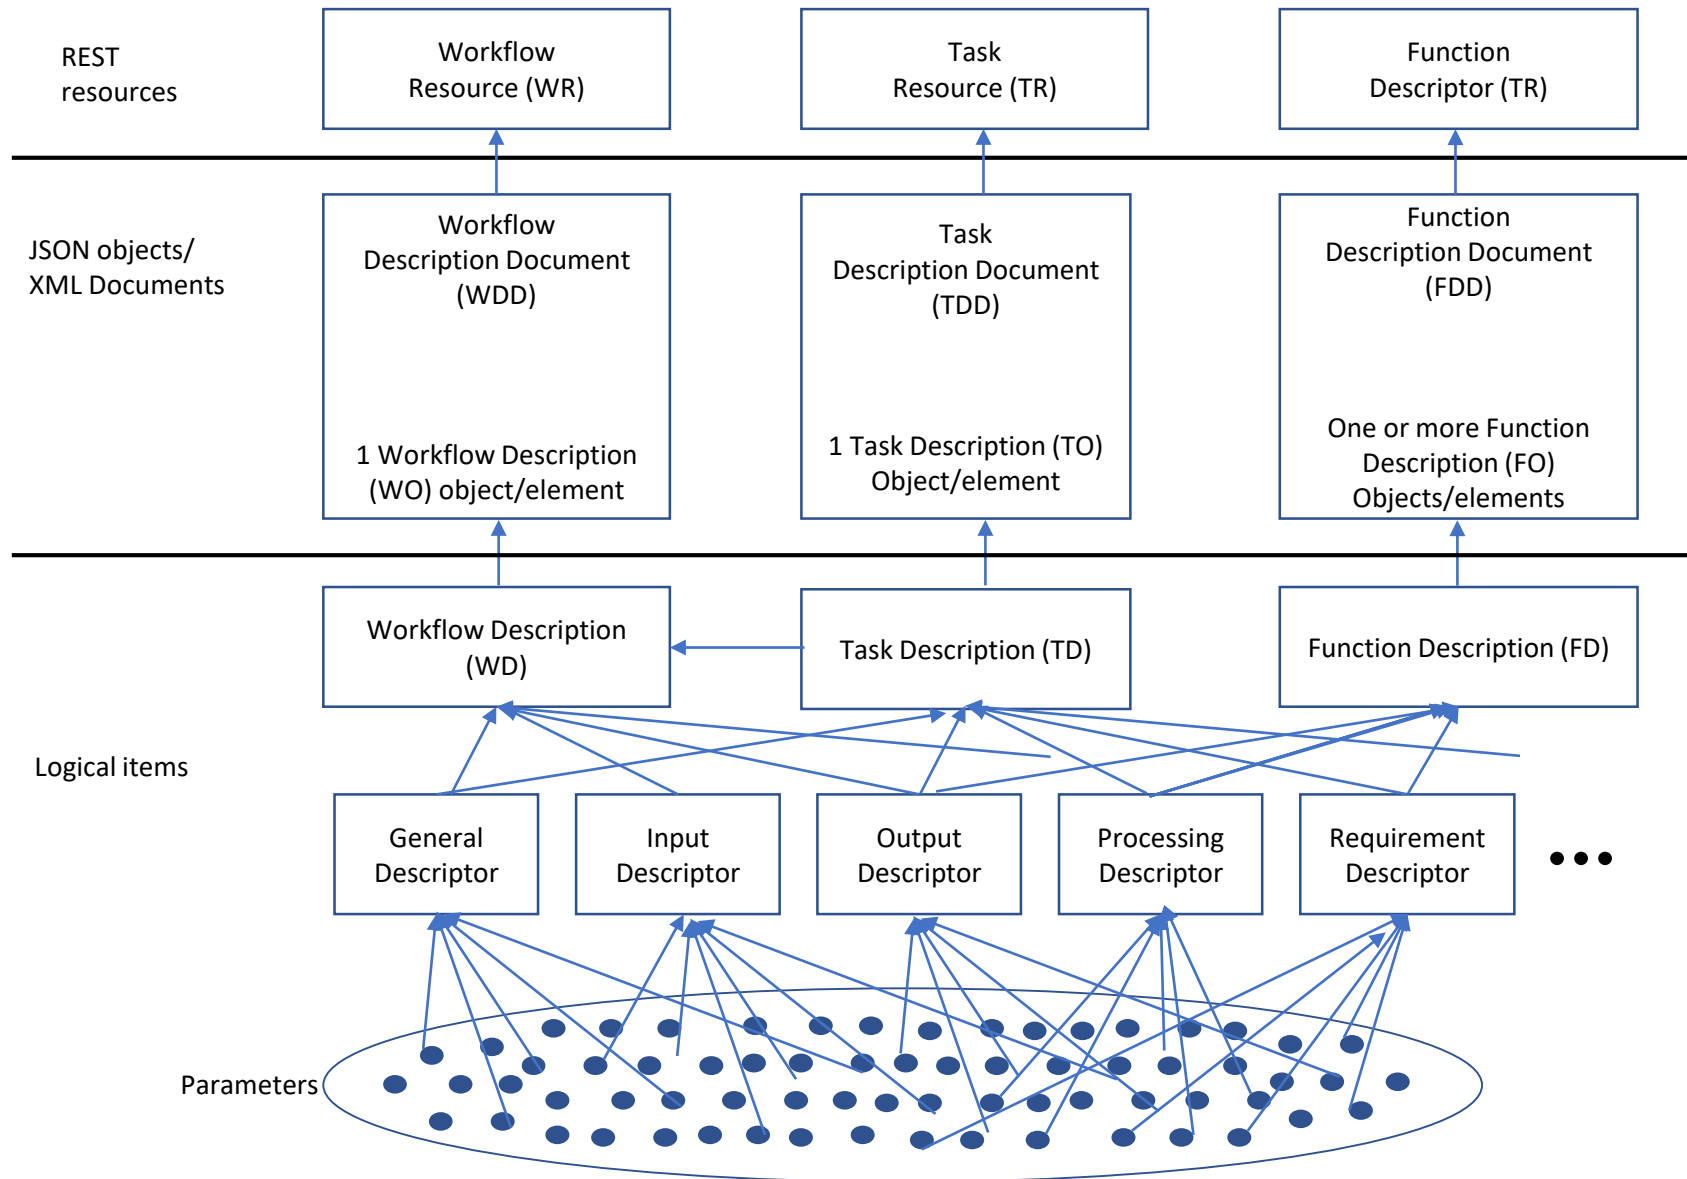 REST
resources
Workflow
Resource (WR)
Task
Resource (TR)
Function
Descriptor (TR)
JSON objects/
XML Documents
Workflow
Description Document
(WDD)
1 Workflow Description
(WO) object/element
Task
Description Document
(TDD)
1 Task Description (TO)
Object/element
Function
Description Document
(FDD)
One or more Function
Description (FO)
Objects/elements
Workflow Description
(WD)
Task Description (TD)
Function Description (FD)
Logical items
General
Descriptor
Input
Descriptor
Output
Descriptor
Processing
Descriptor
Requirement
Descriptor
•••
Parameters